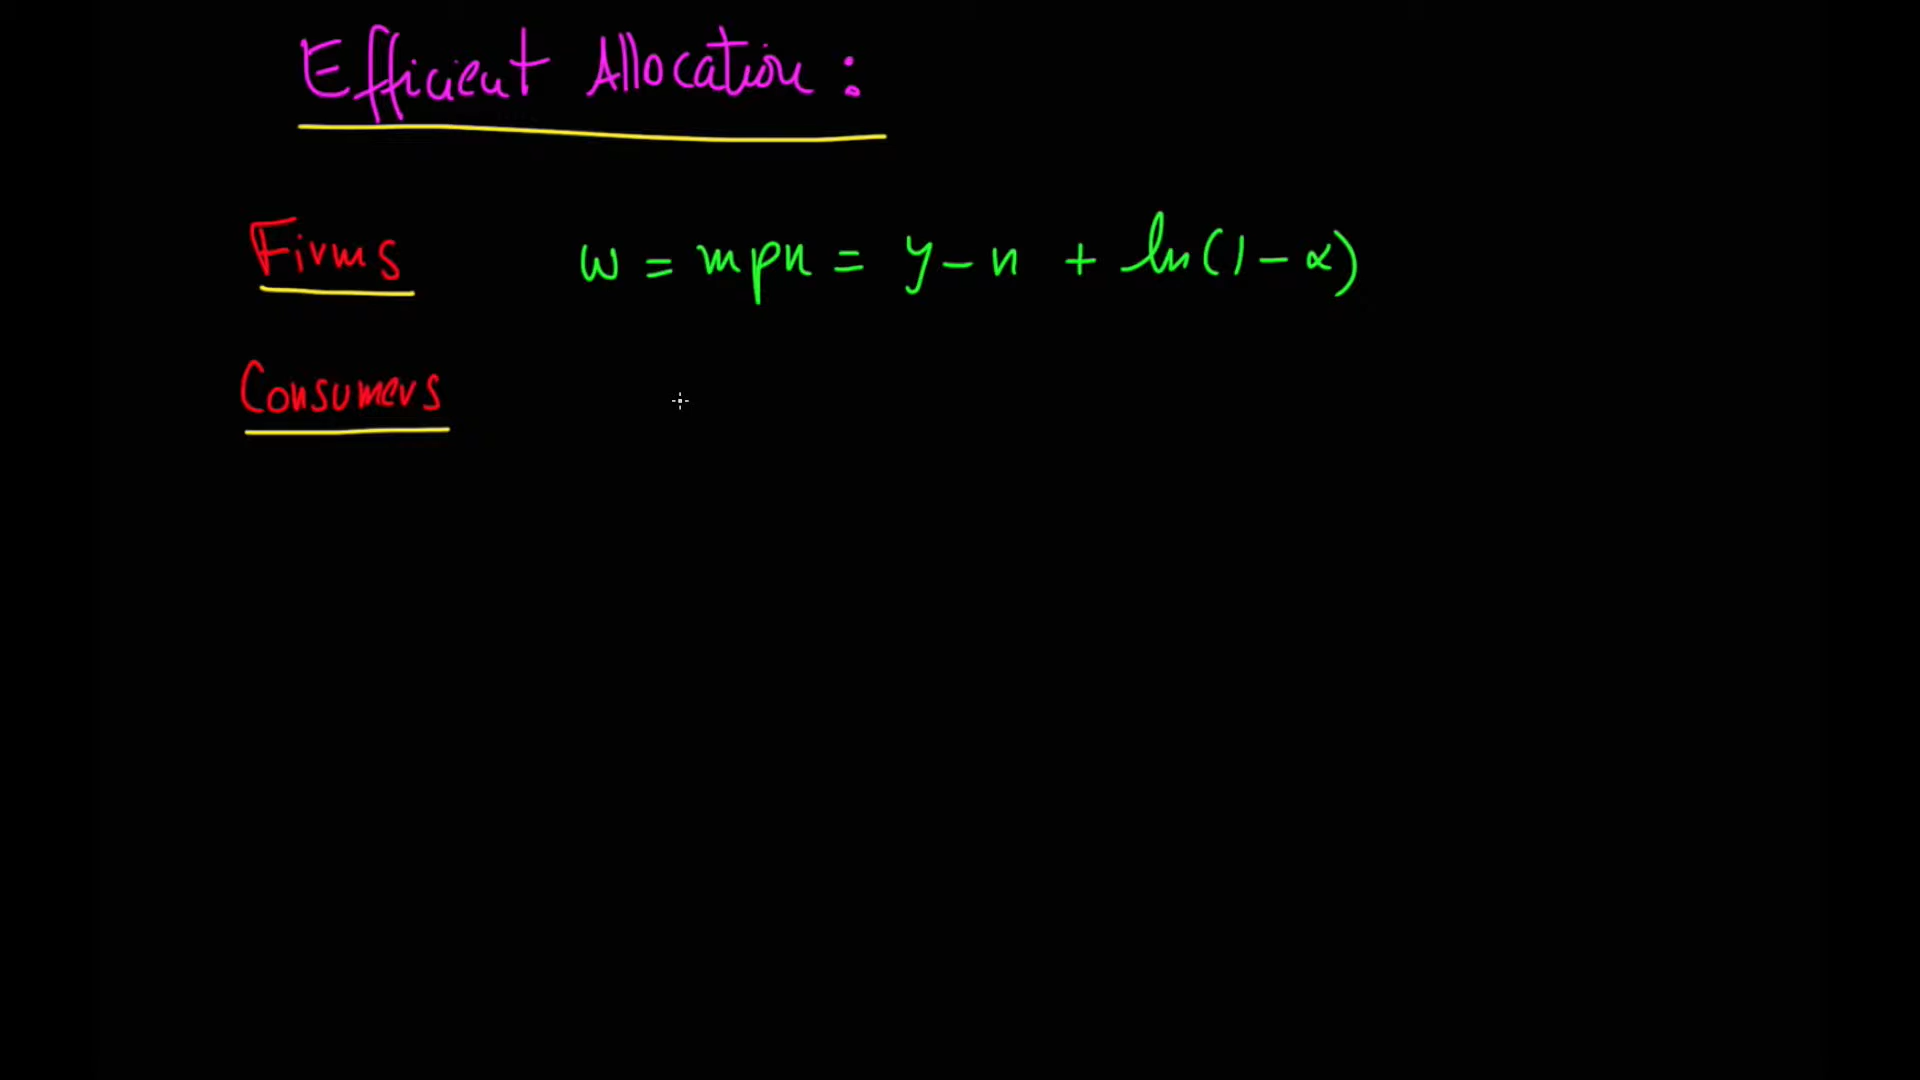 Efficient Allocation :
Firms w = mpn = y - n + ln(1 - α)
Consumers